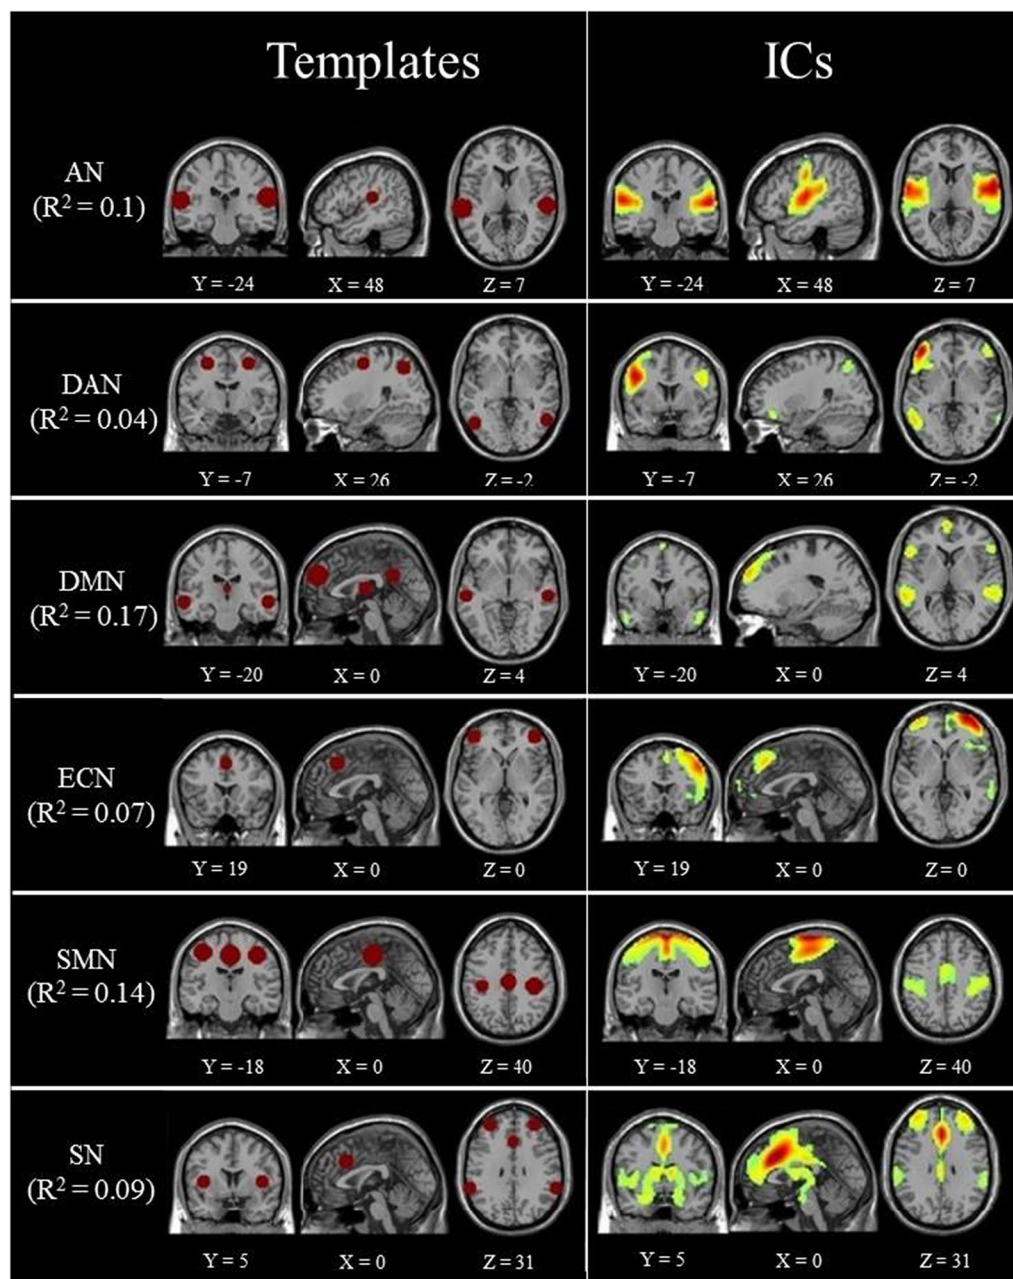 Templates
ICs
AN
(R² = 0.1)
Y = -24
X = 48
Z = 7
Y = -24
X = 48
Z = 7
DAN
(R² = 0.04)
Y = -7
X = 26
Z = -2
Y = -7
X = 26
Z = -2
DMN
(R² = 0.17)
Y = -20
X = 0
Z = 4
Y = -20
X = 0
Z = 4
ECN
(R² = 0.07)
Y = 19
X = 0
Z = 0
Y = 19
X = 0
Z = 0
SMN
(R² = 0.14)
Y = -18
X = 0
Z = 40
Y = -18
X = 0
Z = 40
SN
(R² = 0.09)
Y = 5
X = 0
Z = 31
Y = 5
X = 0
Z = 31